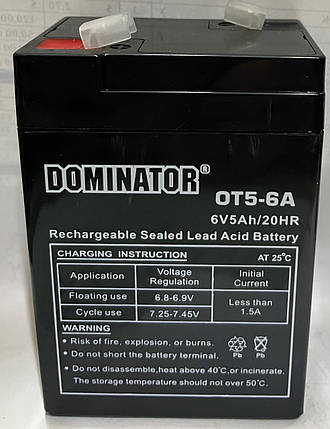 DOMINATOR®
OT5-6A
6V5Ah/20HR
Rechargeable Sealed Lead Acid Battery
CHARGING INSTRUCTION AT 25°C
Application Voltage Regulation Initial Current
Floating use 6.8-6.9V Less than 1.5A
Cycle use 7.25-7.45V
WARNING
• Risk of fire, explosion, or burns.
• Do not short the battery terminal.
Pb Pb
• Do not disassemble,heat above 40°C,or incinerate.
The storage temperature should not over 50°C.